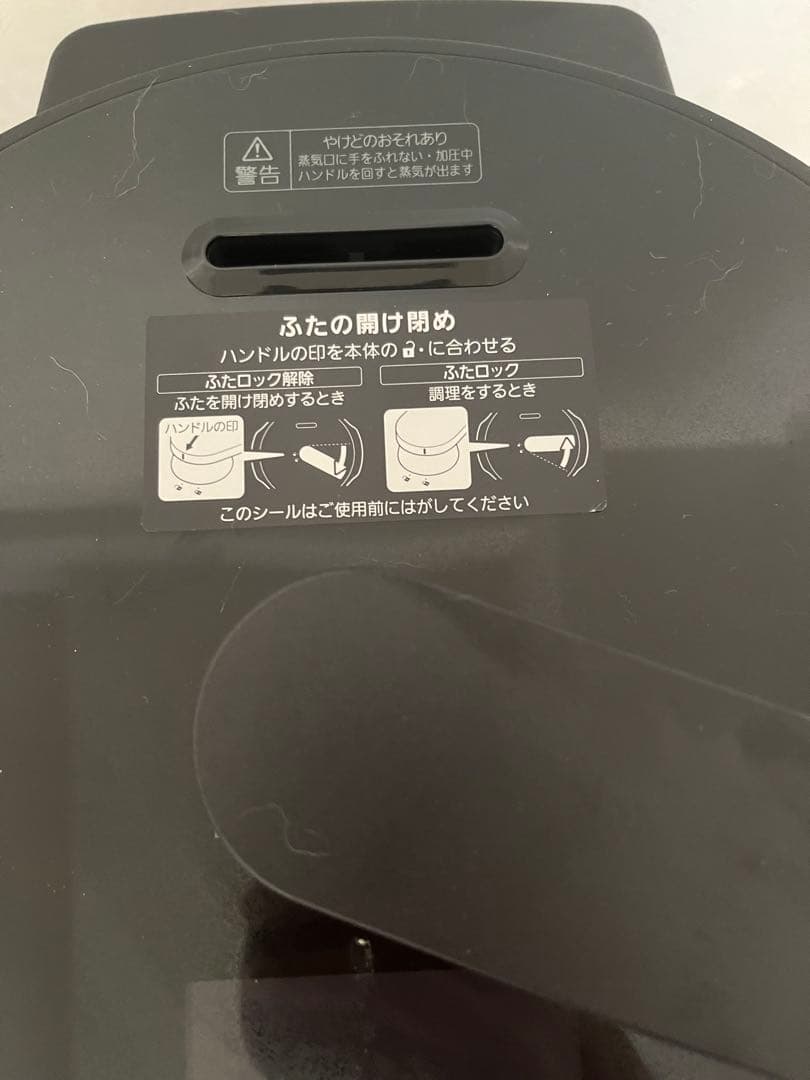 警告
やけどのおそれあり
蒸気口に手をふれない・加圧中
ハンドルを回すと蒸気が出ます
ふたの開け閉め
ハンドルの印を本体の・に合わせる
ふたロック解除
ふたを開け閉めするとき
ハンドルの印
ふたロック
調理をするとき
このシールはご使用前にはがしてください